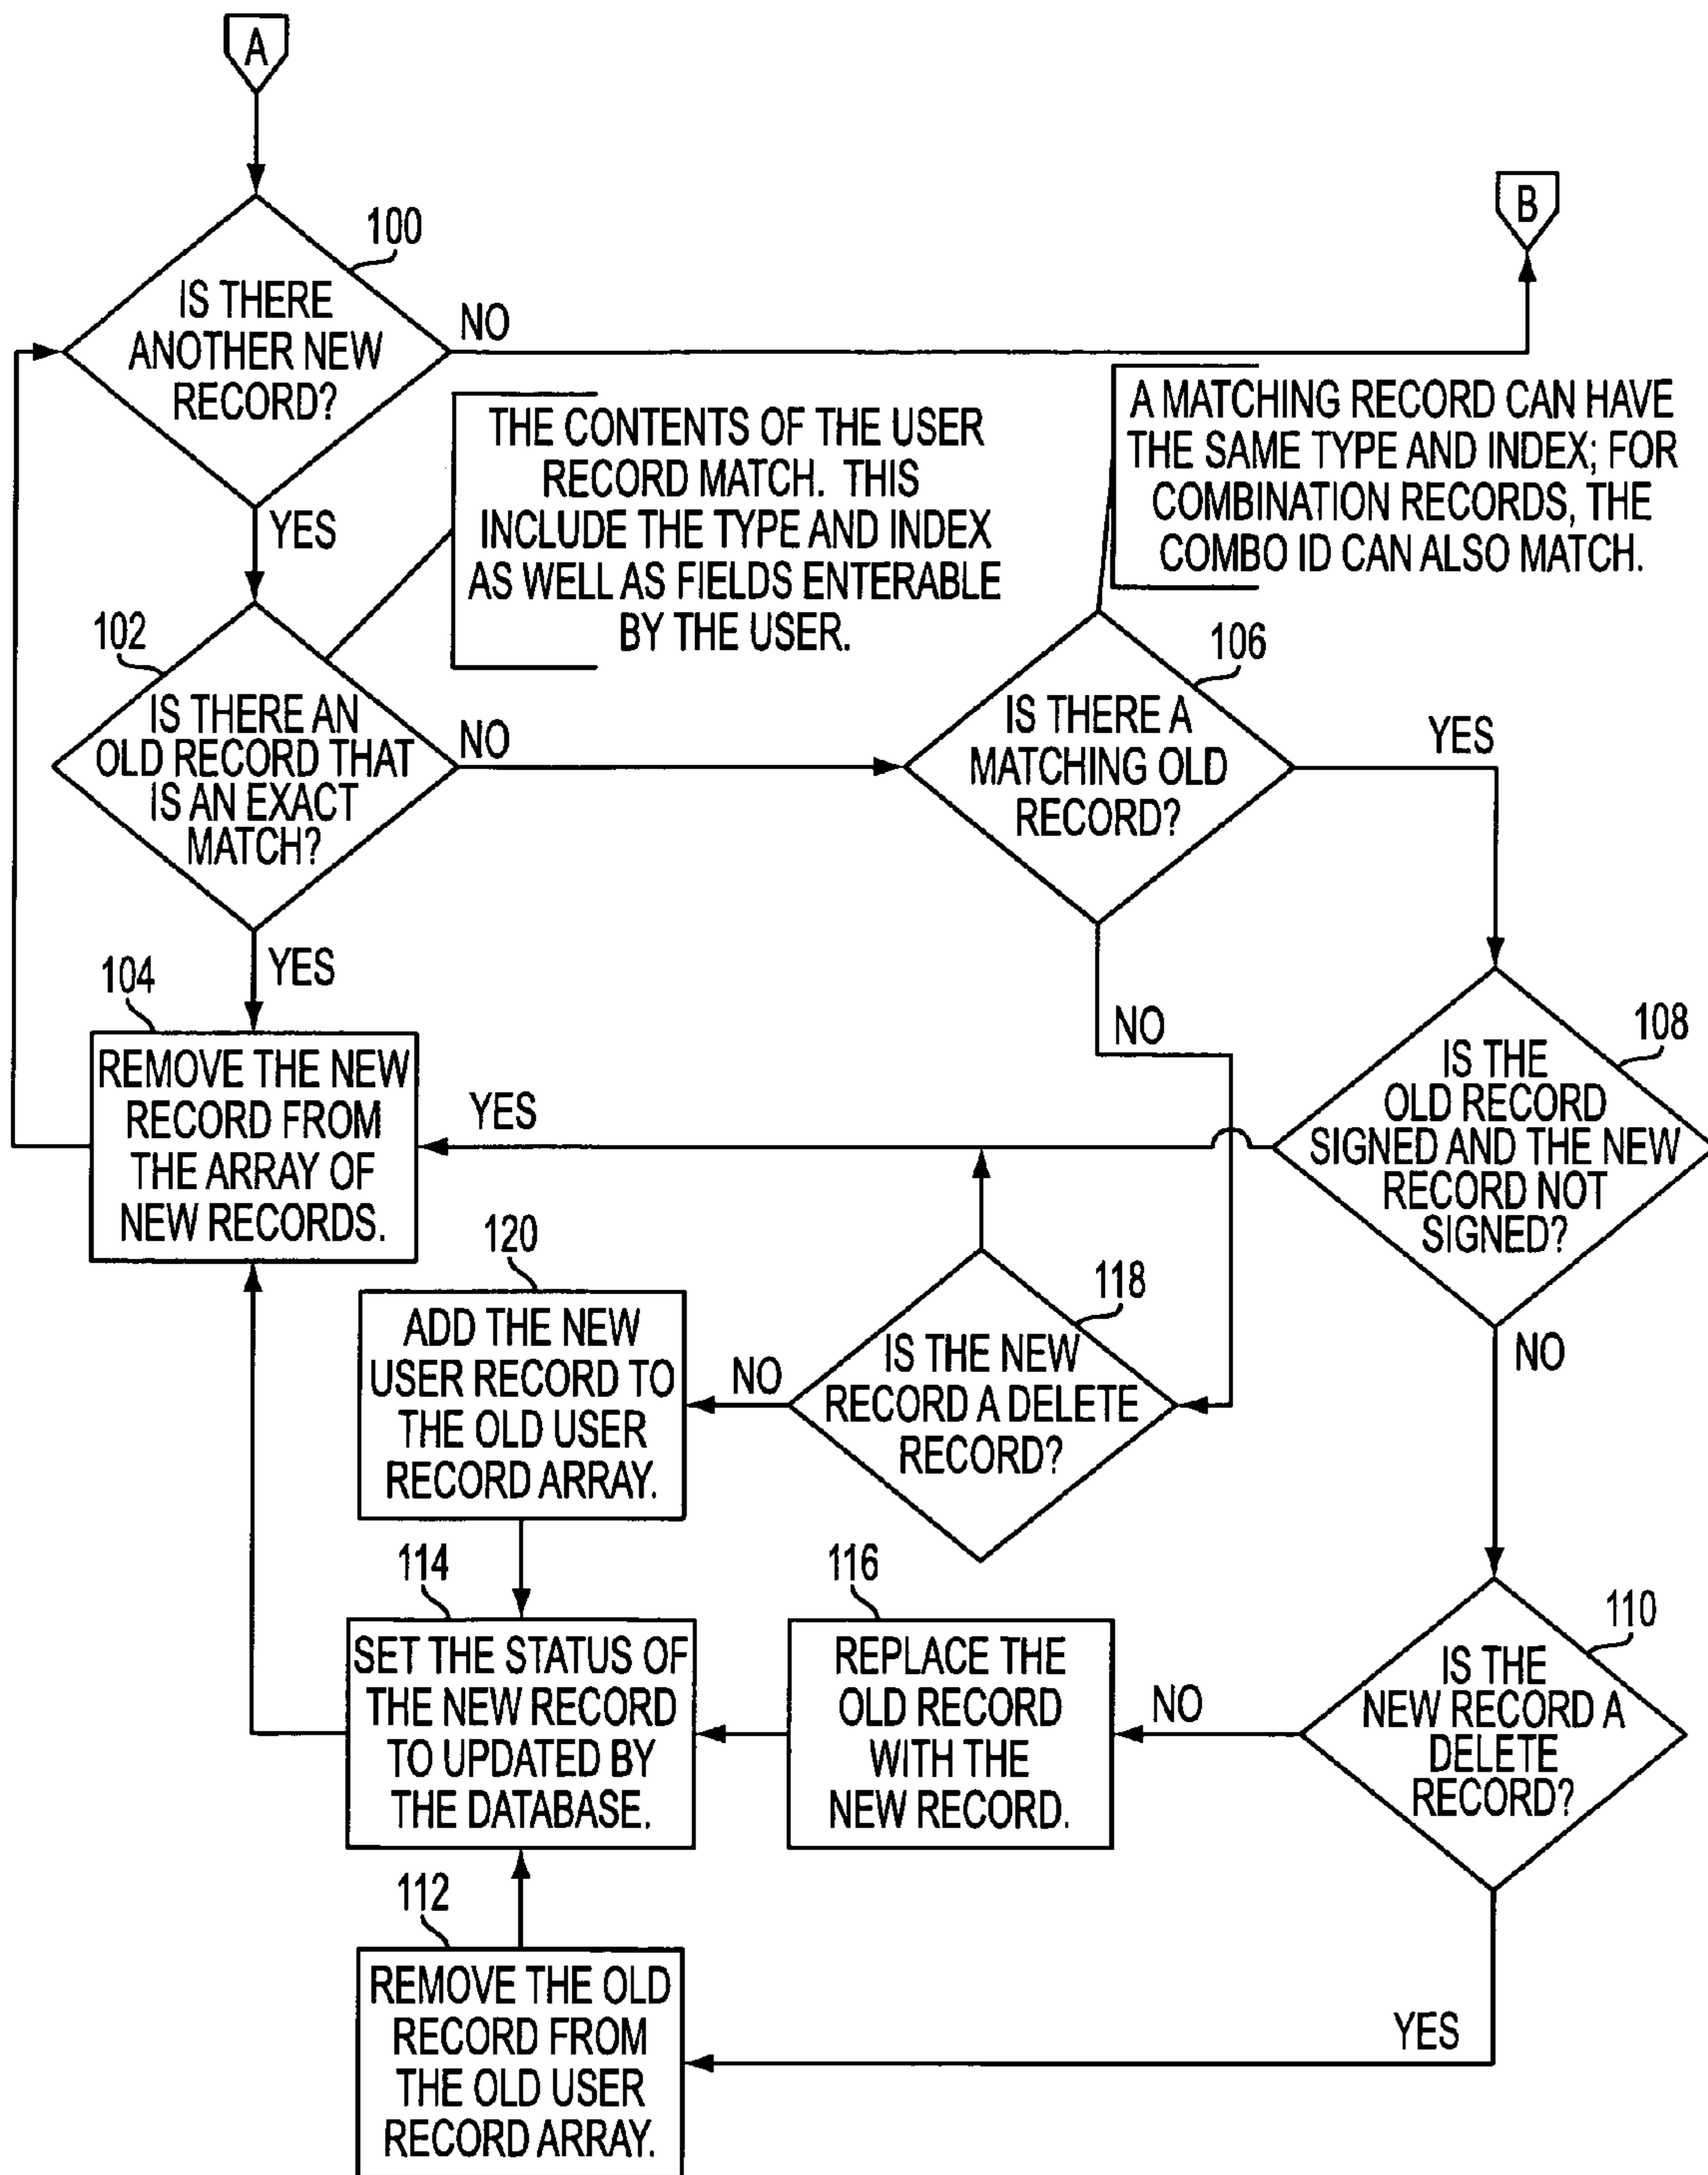 A
B
100
IS THERE
ANOTHER NEW
RECORD?
NO
YES
THE CONTENTS OF THE USER
RECORD MATCH. THIS
INCLUDE THE TYPE AND INDEX
AS WELL AS FIELDS ENTERABLE
BY THE USER.
A MATCHING RECORD CAN HAVE
THE SAME TYPE AND INDEX; FOR
COMBINATION RECORDS, THE
COMBO ID CAN ALSO MATCH.
102
IS THERE AN
OLD RECORD THAT
IS AN EXACT
MATCH?
NO
YES
106
IS THERE A
MATCHING OLD
RECORD?
YES
NO
104
REMOVE THE NEW
RECORD FROM
THE ARRAY OF
NEW RECORDS.
YES
108
IS THE
OLD RECORD
SIGNED AND THE NEW
RECORD NOT
SIGNED?
NO
120
ADD THE NEW
USER RECORD TO
THE OLD USER
RECORD ARRAY.
NO
118
IS THE NEW
RECORD A DELETE
RECORD?
114
SET THE STATUS OF
THE NEW RECORD
TO UPDATED BY
THE DATABASE.
116
REPLACE THE
OLD RECORD
WITH THE
NEW RECORD.
NO
110
IS THE
NEW RECORD A
DELETE
RECORD?
YES
112
REMOVE THE OLD
RECORD FROM
THE OLD USER
RECORD ARRAY.